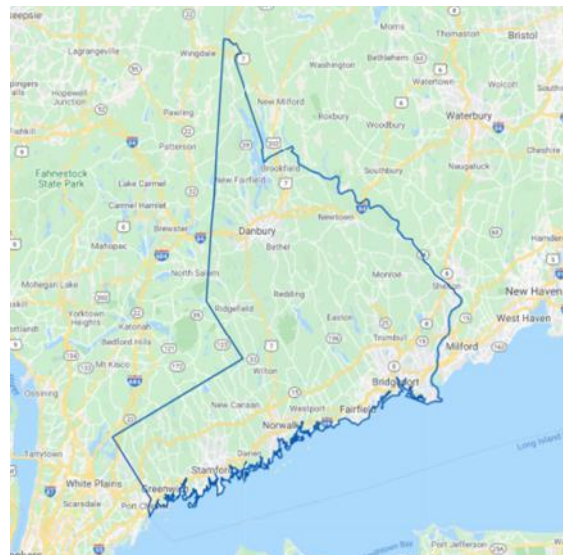 keepsie
Lagrangeville
Wingdale
Morris
Thomaston
Bristol
Hopewell
Junction
Washington
Bethlehem
Watertown
Wolcot
Pawling
New Milford
Roxbury
Woodbury
Waterbury
Patterson
Cheshire
Fahnestock
State Park
Lake Carmel
Carmel Hamlet
New Fairfield
Brookfield
Southbury
Naugatuck
Mahopac
Brewster
Danbury
Bethel
Newtown
Hamden
Mohegan Lake
North Salem
Redding
Monroe
Shelton
New Haven
Yorktown
Heights
Katonah
Ridgefield
Easton
West Haven
Bedford Hills
Mt Kisco
Wilton
Trumbull
Milford
Ossining
New Canaan
Westport
Fairfield
Bridgeport
Norwalk
Long Island
Tarrytown
Darien
Stamford
White Plains
Greenwich
Scarsdale
Port Chester
Port Jefferson